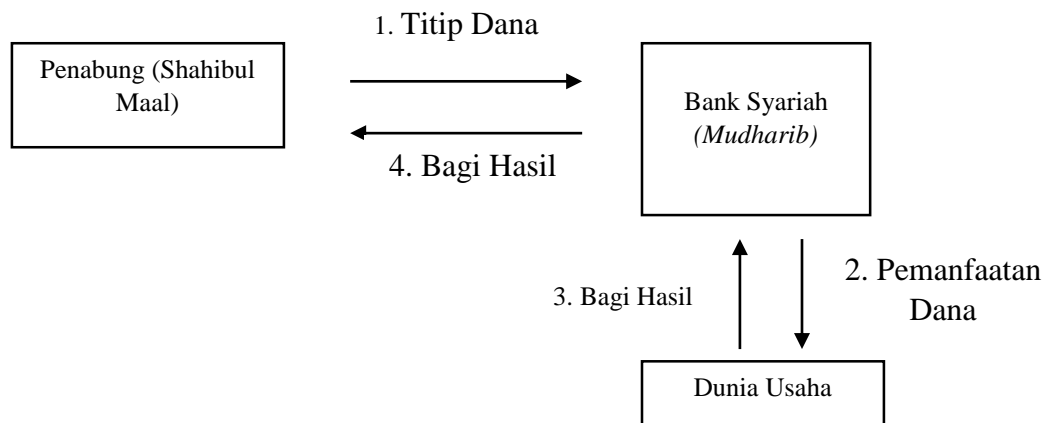 1. Titip Dana
Penabung (Shahibul
Maal)
Bank Syariah
(Mudharib)
4. Bagi Hasil
2. Pemanfaatan
Dana
3. Bagi Hasil
Dunia Usaha